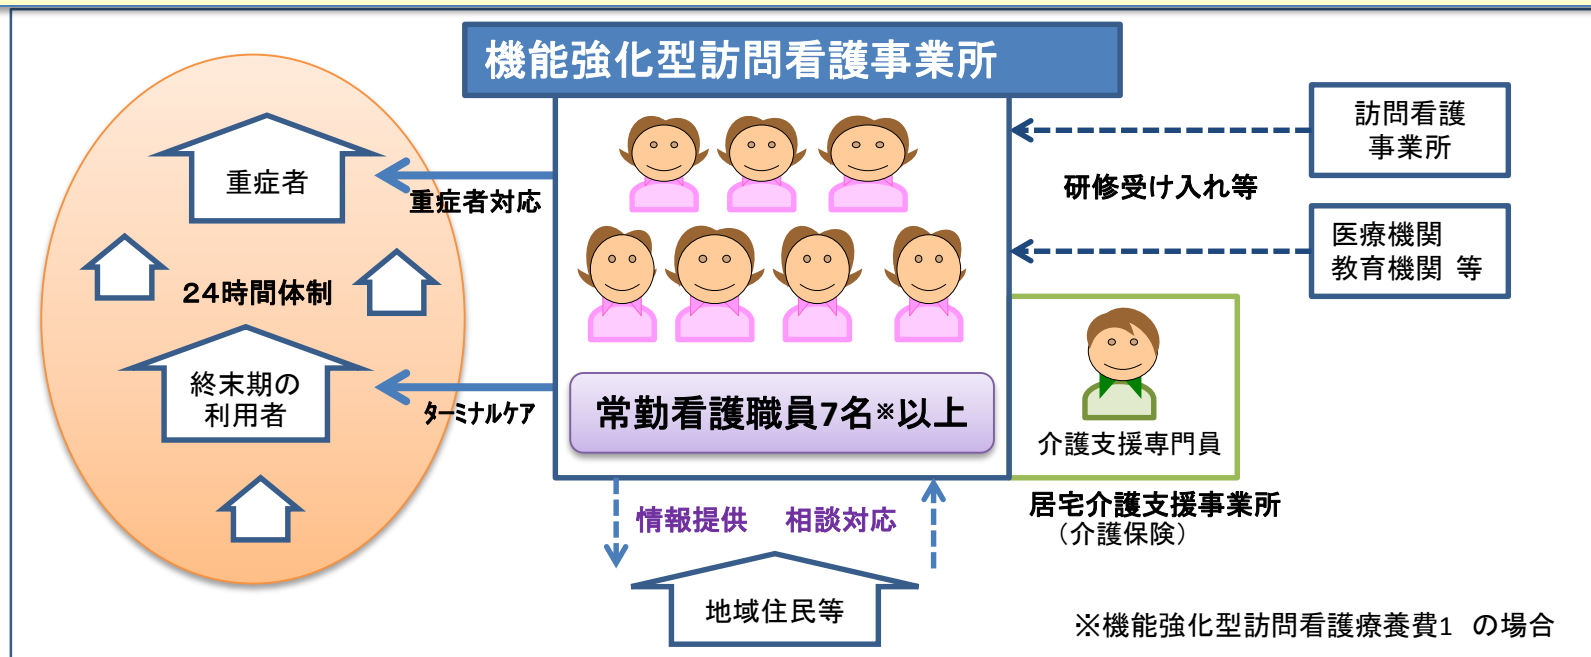 機能強化型訪問看護事業所
重症者
重症者対応
24時間体制
終末期の
利用者
ターミナルケア
常勤看護職員7名※以上
訪問看護
事業所
研修受け入れ等
医療機関
教育機関 等
介護支援専門員
居宅介護支援事業所
（介護保険）
情報提供 相談対応
地域住民等
※機能強化型訪問看護療養費1 の場合